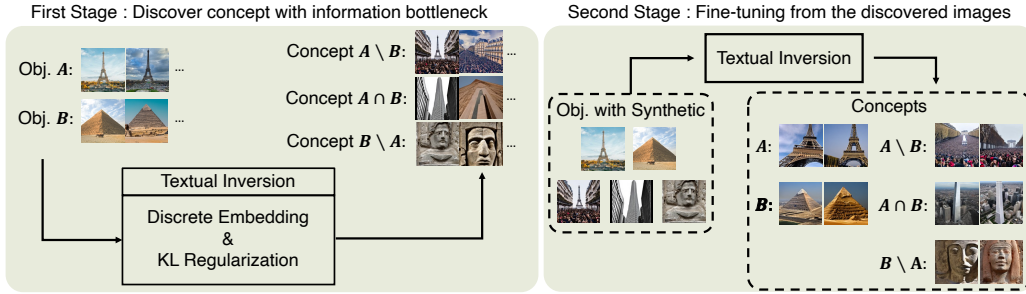 First Stage : Discover concept with information bottleneck
Obj. A:
...
Obj. B:
...
Concept A \ B:
...
Concept A ∩ B:
...
Concept B \ A:
...
Textual Inversion
Discrete Embedding
&
KL Regularization
Second Stage : Fine-tuning from the discovered images
Textual Inversion
Obj. with Synthetic
Concepts
A:
A \ B:
B:
A ∩ B:
B \ A: